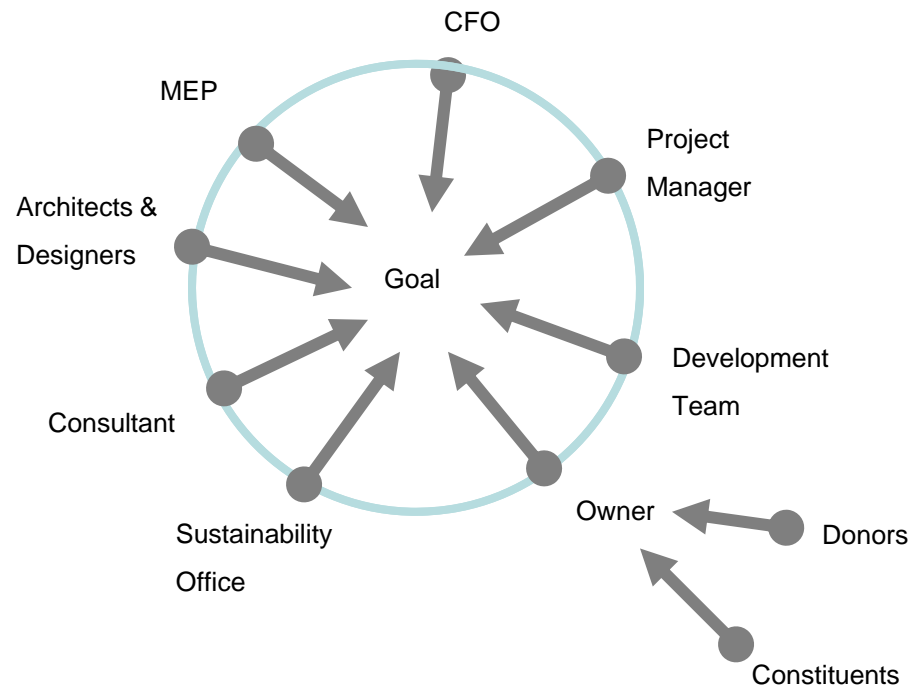 CFO
MEP
Project
Manager
Architects &
Designers
Goal
Development
Team
Consultant
Owner
Sustainability
Office
Donors
Constituents